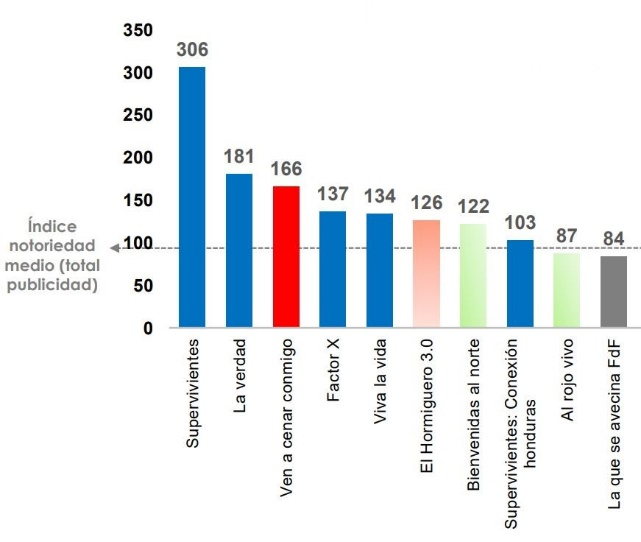 350
300
250
200
150
100
50
0
306
181
166
137
134
126
122
103
87
84
Índice
notoriedad
medio (total
publicidad)
Supervivientes
La verdad
Ven a cenar conmigo
Factor X
Viva la vida
El Hormiguero 3.0
Bienvenidas al norte
Supervivientes: Conexión
honduras
Al rojo vivo
La que se avecina FdF